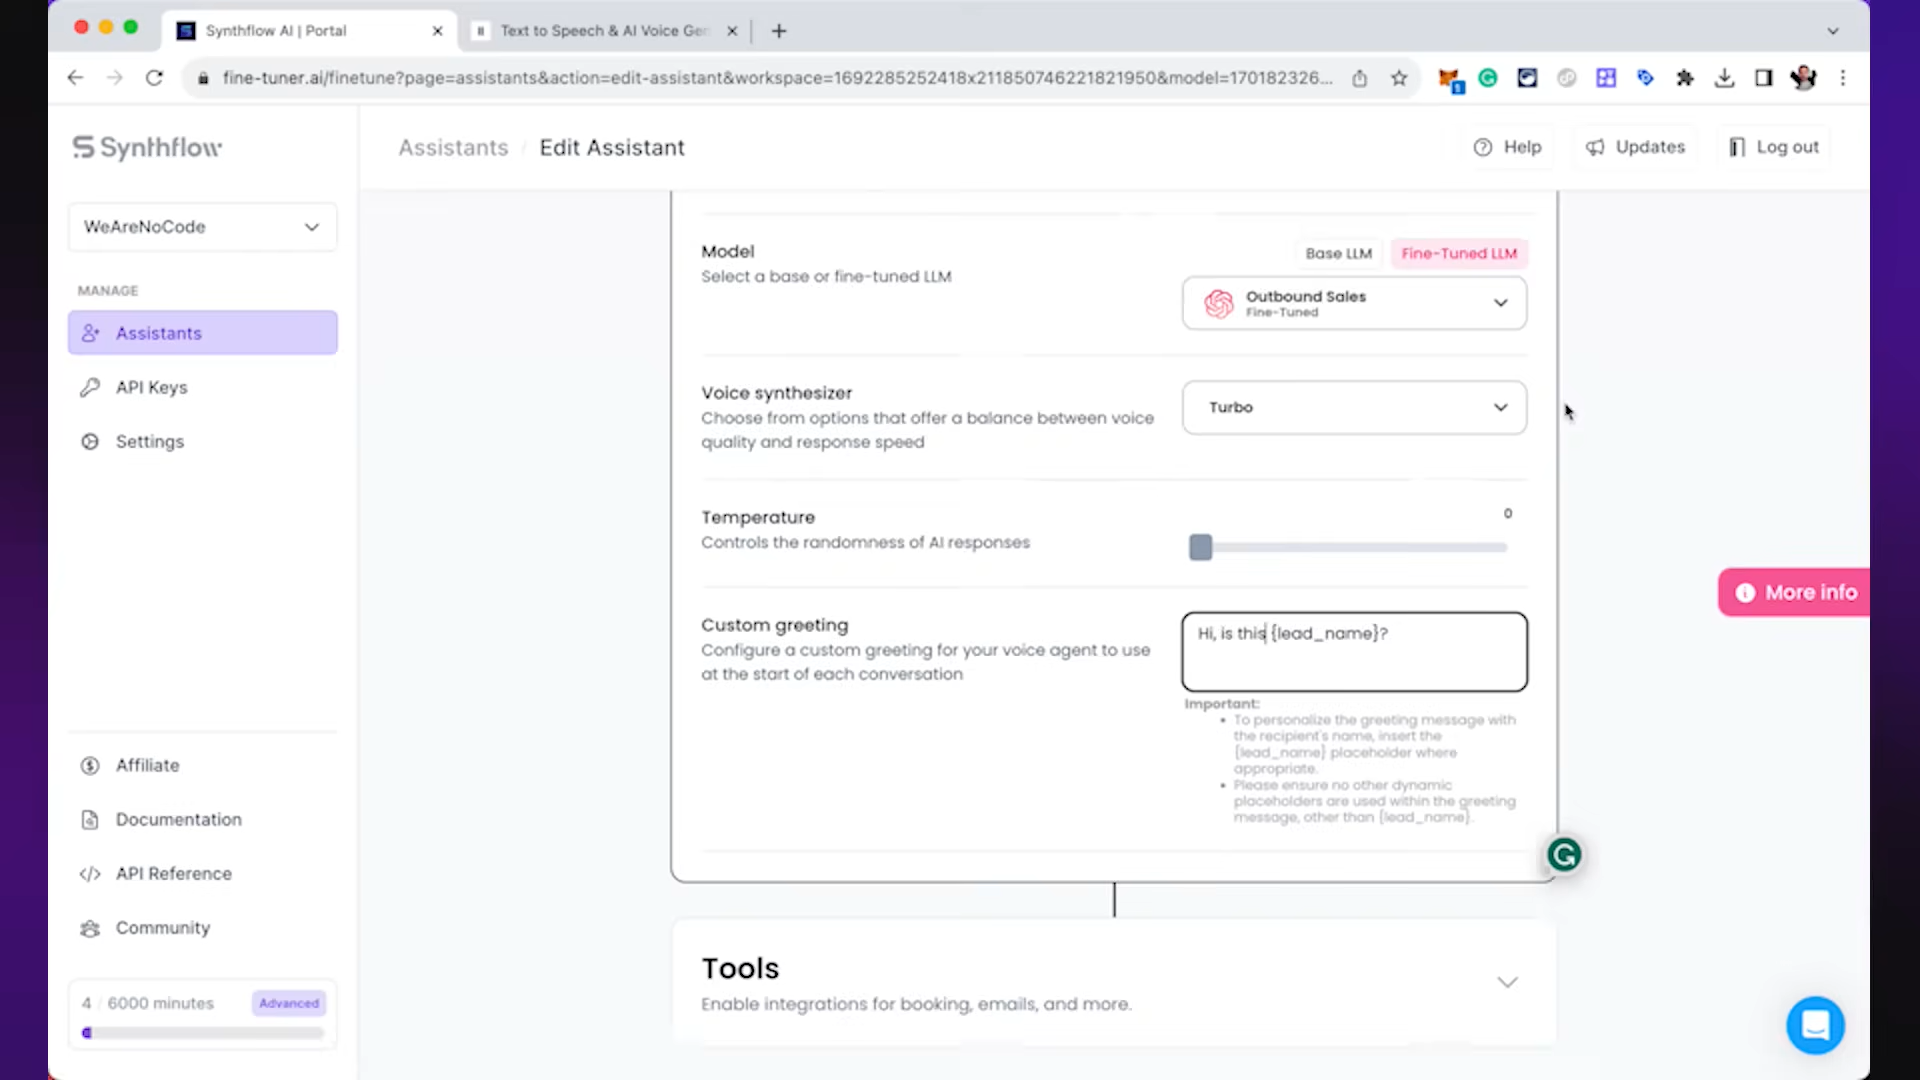 Synthflow AI | Portal
Text to Speech & AI Voice Gen
fine-tuner.ai/finetune?page=assistants&action=edit-assistant&workspace=1692285252418x211850746221821950&model=170182326...
Synthflow
Assistants / Edit Assistant
Help
Updates
Log out
WeAreNoCode
MANAGE
Assistants
API Keys
Settings
Affiliate
Documentation
API Reference
Community
4 / 6000 minutes
Advanced
Model
Select a base or fine-tuned LLM
Base LLM
Fine-Tuned LLM
Outbound Sales
Fine-Tuned
Voice synthesizer
Choose from options that offer a balance between voice
quality and response speed
Turbo
Temperature
Controls the randomness of AI responses
0
Custom greeting
Configure a custom greeting for your voice agent to use
at the start of each conversation
Hi, is this {lead_name}?
Important:
• To personalize the greeting message with
the recipient's name, insert the
{lead_name} placeholder where
appropriate.
• Please ensure no other dynamic
placeholders are used within the greeting
message, other than {lead_name}.
More info
Tools
Enable integrations for booking, emails, and more.